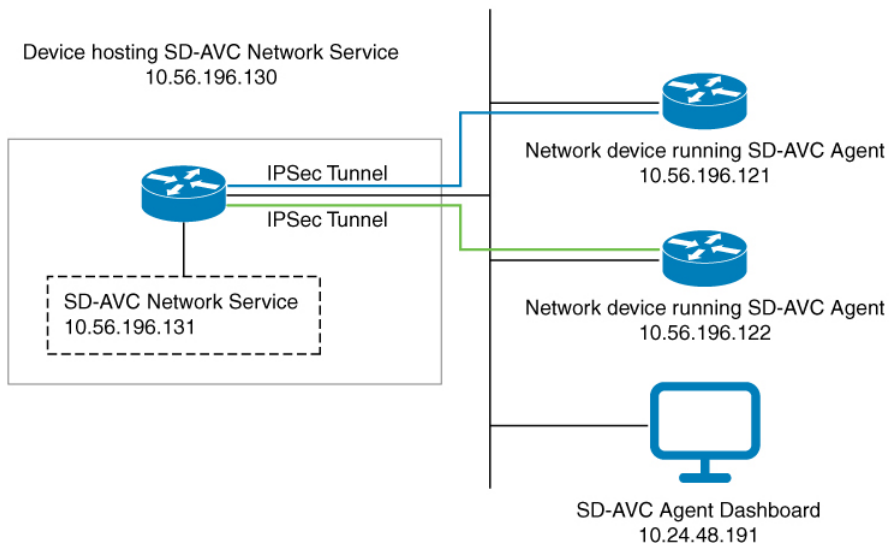 Device hosting SD-AVC Network Service
10.56.196.130
IPSec Tunnel
IPSec Tunnel
SD-AVC Network Service
10.56.196.131
Network device running SD-AVC Agent
10.56.196.121
Network device running SD-AVC Agent
10.56.196.122
SD-AVC Agent Dashboard
10.24.48.191